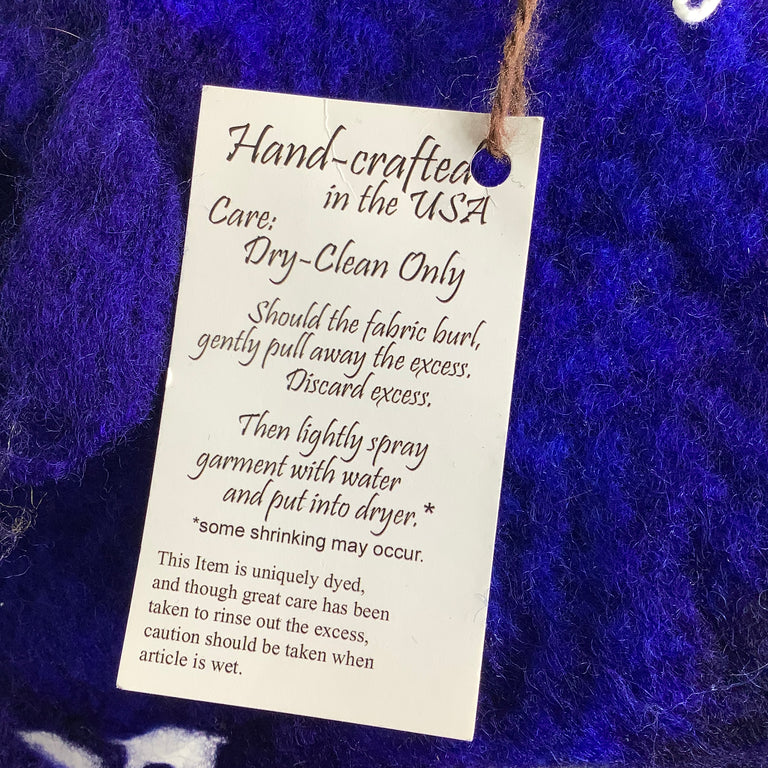 Hand-crafted
in the USA
Care:
Dry-Clean Only
Should the fabric burl,
gently pull away the excess.
Discard excess.
Then lightly spray
garment with water
and put into dryer.*
*some shrinking may occur.
This Item is uniquely dyed,
and though great care has been
taken to rinse out the excess,
caution should be taken when
article is wet.